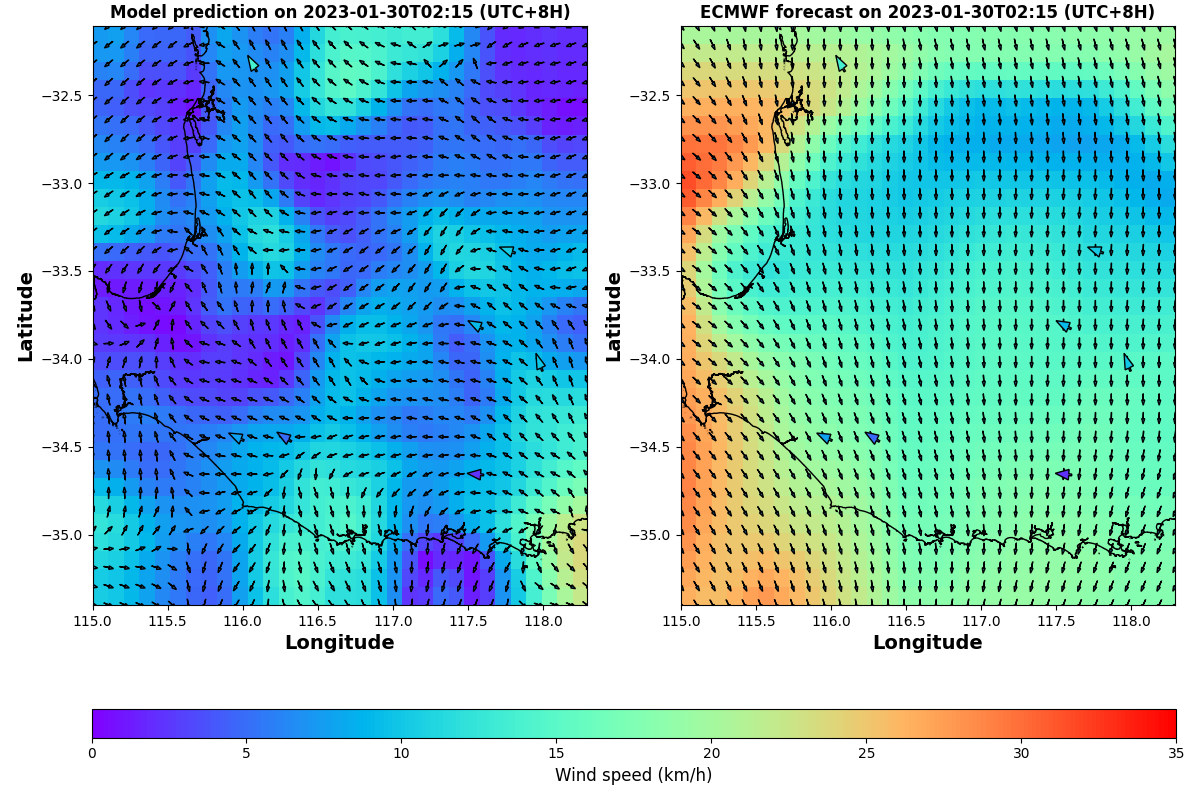 Model prediction on 2023-01-30T02:15 (UTC+8H)
ECMWF forecast on 2023-01-30T02:15 (UTC+8H)
−32.5
−33.0
−33.5
−34.0
−34.5
−35.0
Latitude
115.0 115.5 116.0 116.5 117.0 117.5 118.0
Longitude
−32.5
−33.0
−33.5
−34.0
−34.5
−35.0
Latitude
115.0 115.5 116.0 116.5 117.0 117.5 118.0
Longitude
0 5 10 15 20 25 30 35
Wind speed (km/h)